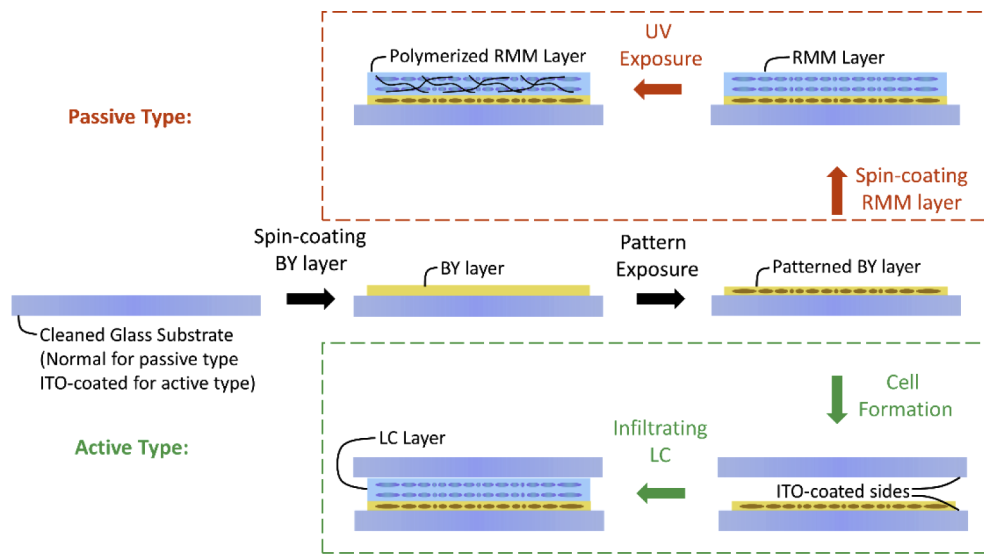 UV
Exposure
Polymerized RMM Layer
RMM Layer
Passive Type:
Spin-coating
RMM layer
Spin-coating
BY layer
BY layer
Pattern
Exposure
Patterned BY layer
Cleaned Glass Substrate
(Normal for passive type
ITO-coated for active type)
Cell
Formation
Active Type:
LC Layer
Infiltrating
LC
ITO-coated sides